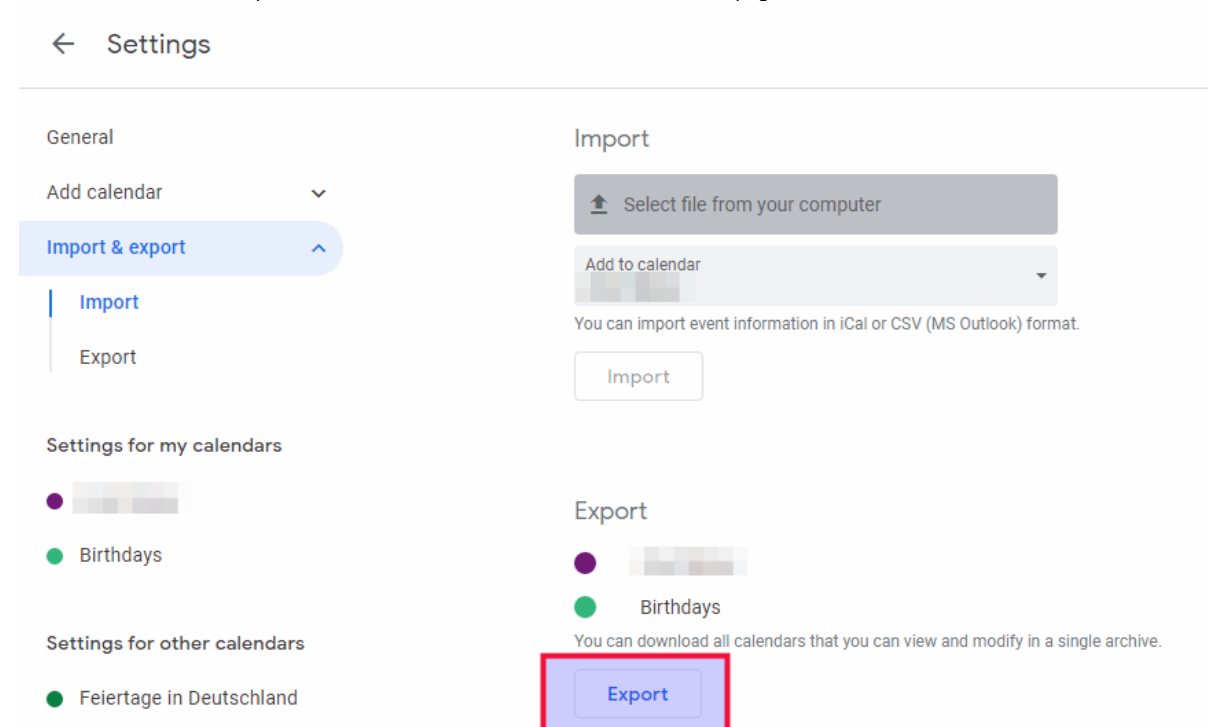 Settings
General
Add calendar
Import & export
Import
Export
Settings for my calendars
Birthdays
Settings for other calendars
Feiertage in Deutschland
Import
Select file from your computer
Add to calendar
You can import event information in iCal or CSV (MS Outlook) format.
Import
Export
Birthdays
You can download all calendars that you can view and modify in a single archive.
Export